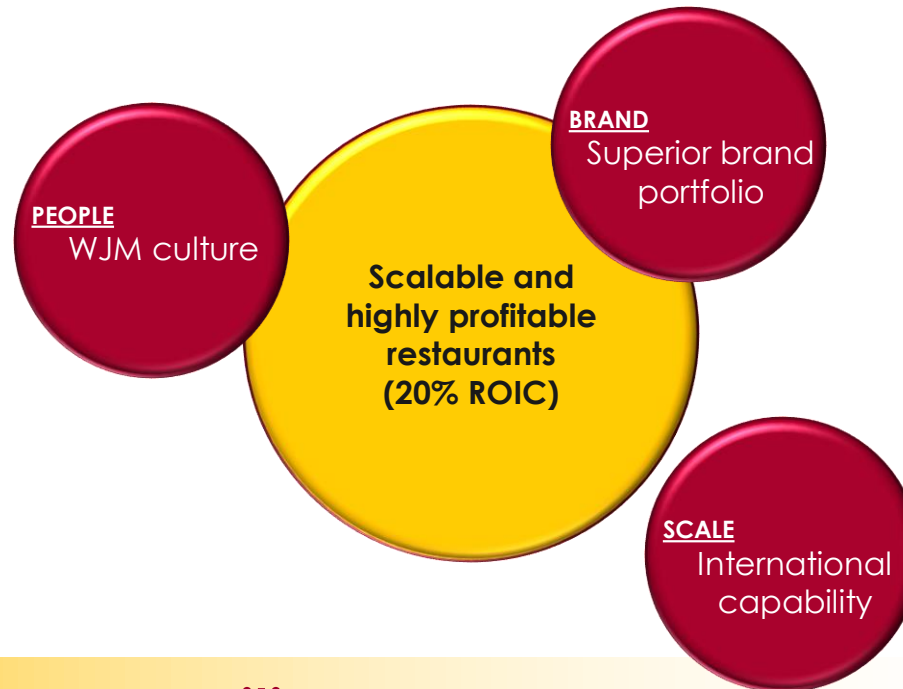 BRAND
Superior brand
portfolio
PEOPLE
WJM culture
Scalable and
highly profitable
restaurants
(20% ROIC)
SCALE
International
capability